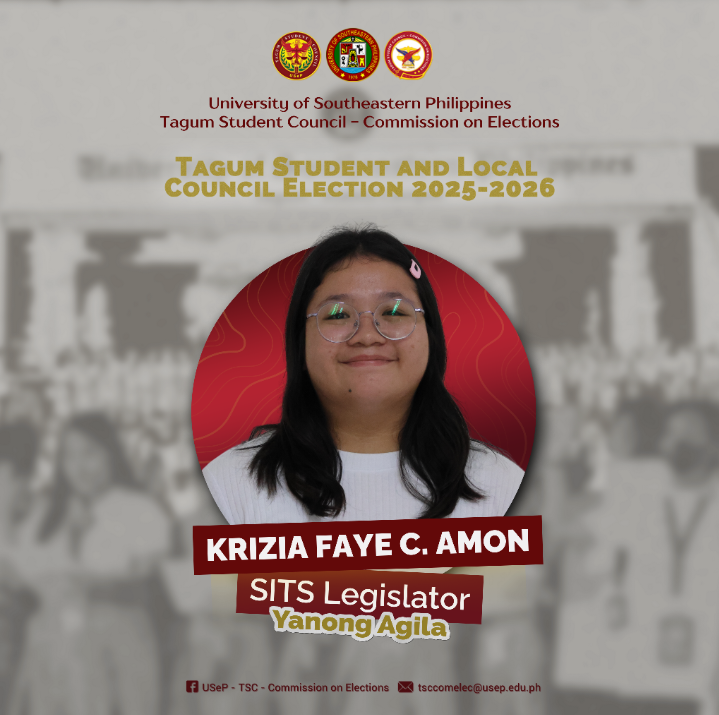 University of Southeastern Philippines
Tagum Student Council - Commission on Elections
TAGUM STUDENT AND LOCAL
COUNCIL ELECTION 2025-2026
KRIZIA FAYE C. AMON
SITS Legislator
Yanong Agila
USeP - TSC - Commission on Elections tsccomelec@usep.edu.ph